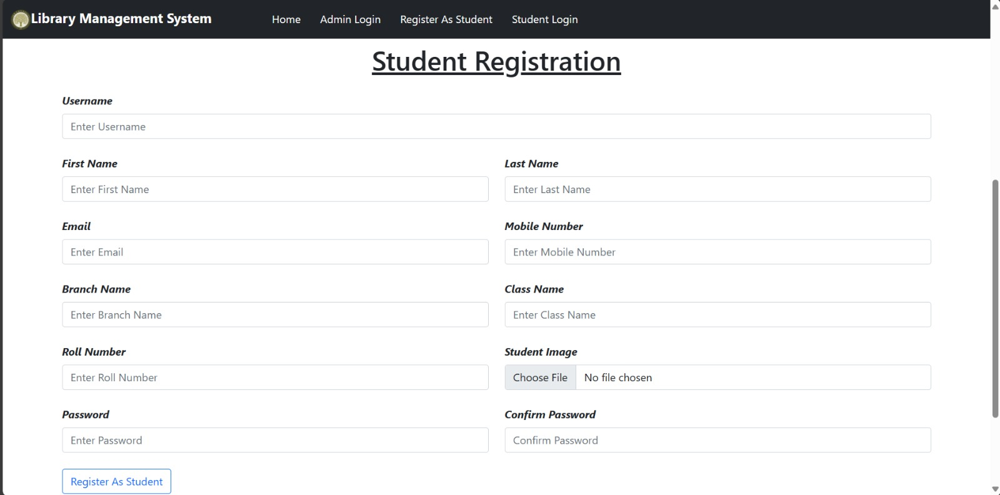 Library Management System Home Admin Login Register As Student Student Login
Student Registration
Username
Enter Username
First Name Last Name
Enter First Name Enter Last Name
Email Mobile Number
Enter Email Enter Mobile Number
Branch Name Class Name
Enter Branch Name Enter Class Name
Roll Number Student Image
Enter Roll Number Choose File No file chosen
Password Confirm Password
Enter Password Confirm Password
Register As Student